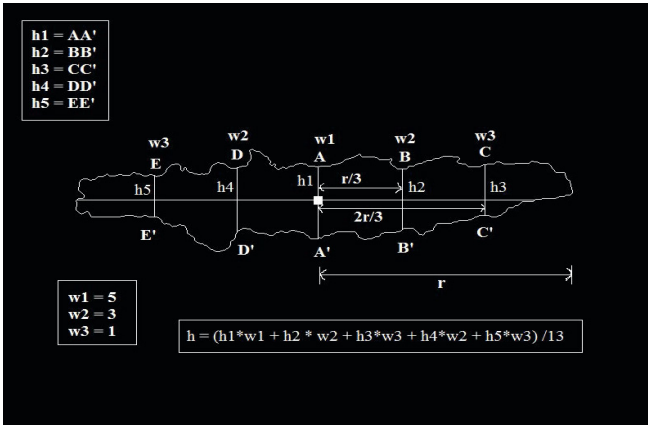 h1 = AA'
h2 = BB'
h3 = CC'
h4 = DD'
h5 = EE'
w3 w2 w1 w2 w3
E D A B C
h5 h4 h1 r/3 h2 h3
2r/3
E' D' A' B' C'
r
w1 = 5
w2 = 3
w3 = 1
h = (h1*w1 + h2 * w2 + h3*w3 + h4*w2 + h5*w3) /13